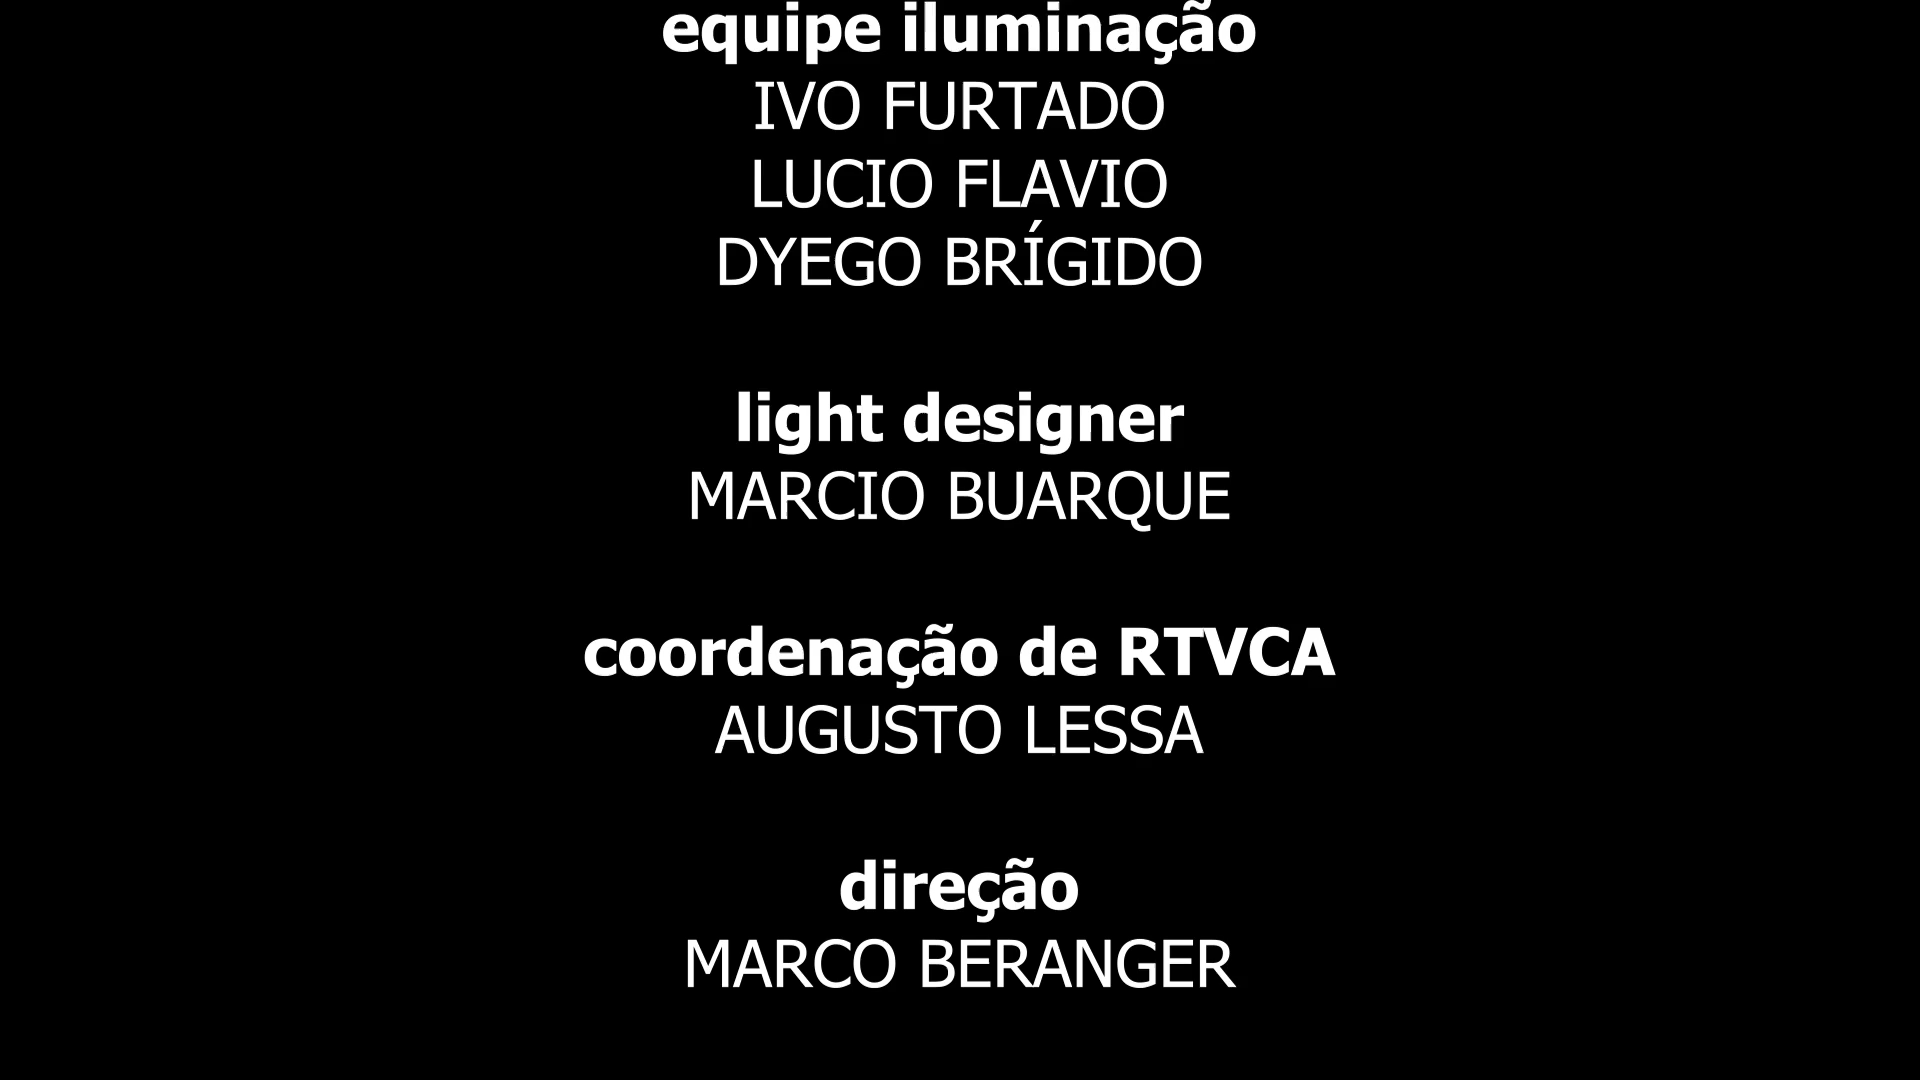 equipe iluminação
IVO FURTADO
LUCIO FLAVIO
DYEGO BRÍGIDO
light designer
MARCIO BUARQUE
coordenação de RTVCA
AUGUSTO LESSA
direção
MARCO BERANGER